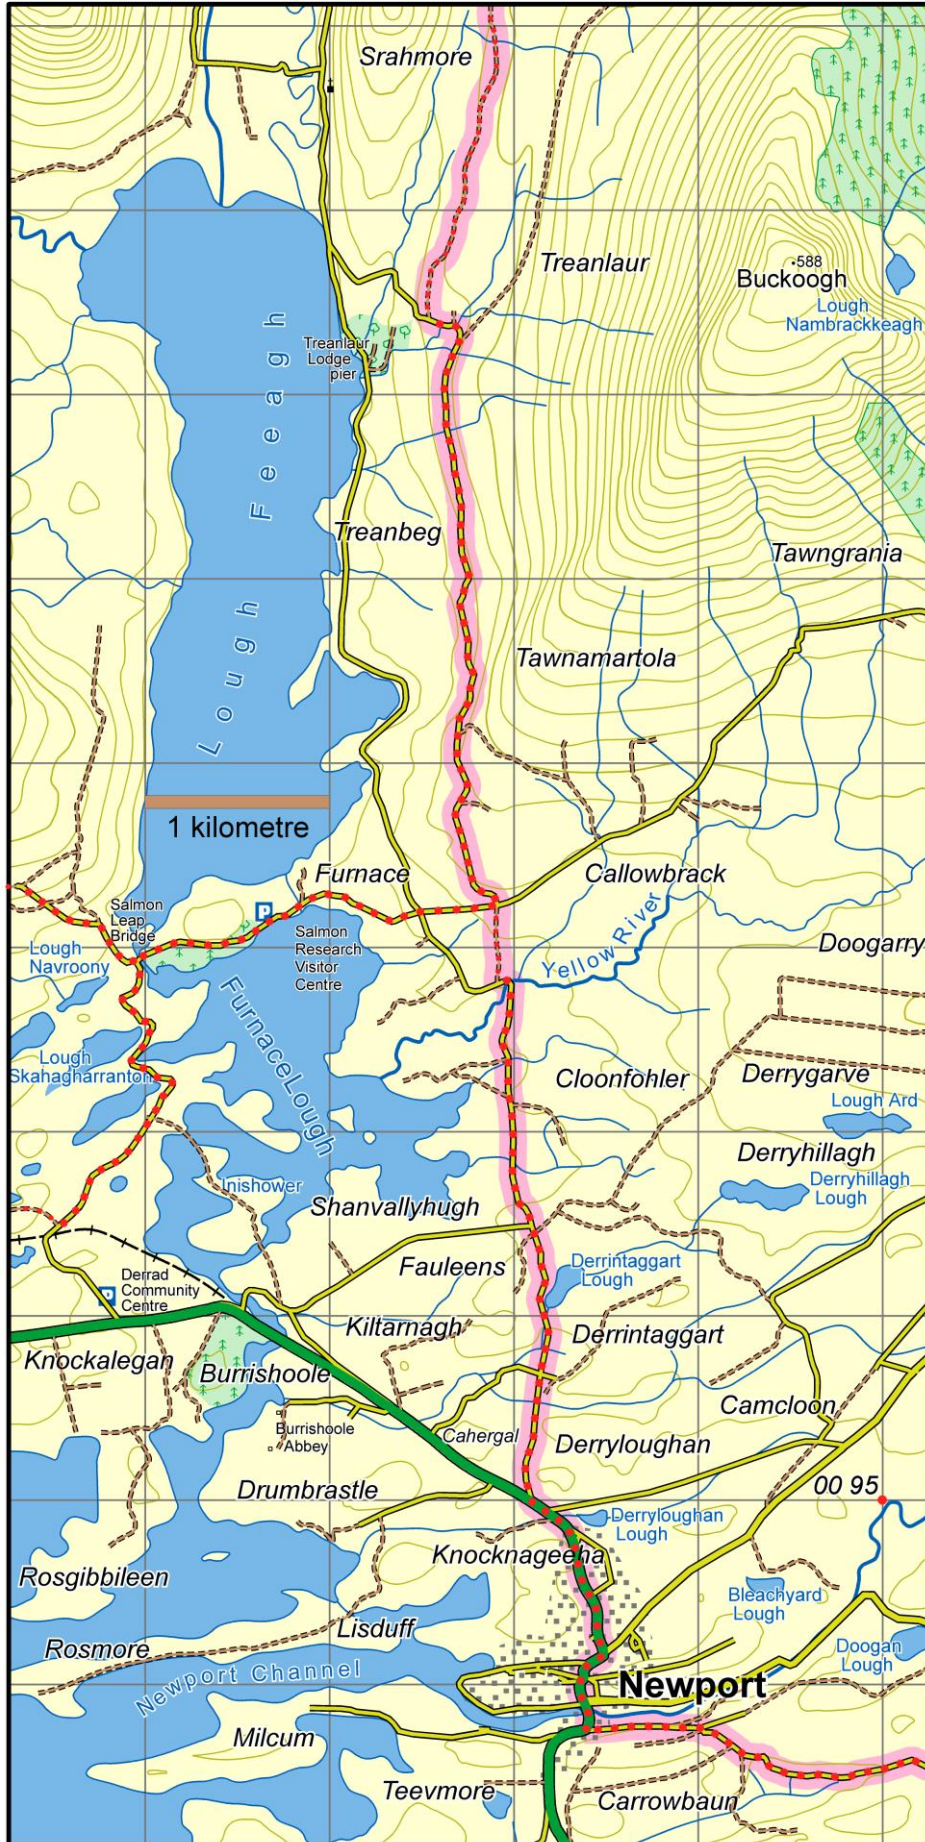 Srahmore
Treanlaur
588
Buckoogh
Lough
Nambrackkeagh
Treanlaur
Lodge
pier
Lough Feeagh
Treanbeg
Tawngrania
Tawnamartola
1 kilometre
Furnace
Callowbrack
P
Salmon
Leap
Bridge
Salmon
Research
Visitor
Centre
Yellow River
Doogarry
Lough
Navroony
Furnace Lough
Lough
Skahagharranton
Cloonfohler
Derrygarve
Lough Ard
Derryhillagh
Derryhillagh
Lough
Inishower
Shanvallyhugh
Fauleens
Derrintaggart
Lough
Derrad
Community
Centre
P
Kiltarnagh
Derrintaggart
Knockalegan
Burrishoole
Camcloon
Burrishoole
Abbey
Cahergal
Derryloughan
Drumbrastle
00 95
Derryloughan
Lough
Knocknageeha
Rosgibbileen
Bleachyard
Lough
Lisduff
Rosmore
Doogan
Lough
Newport Channel
Newport
Milcum
Teevmore
Carrowbaun